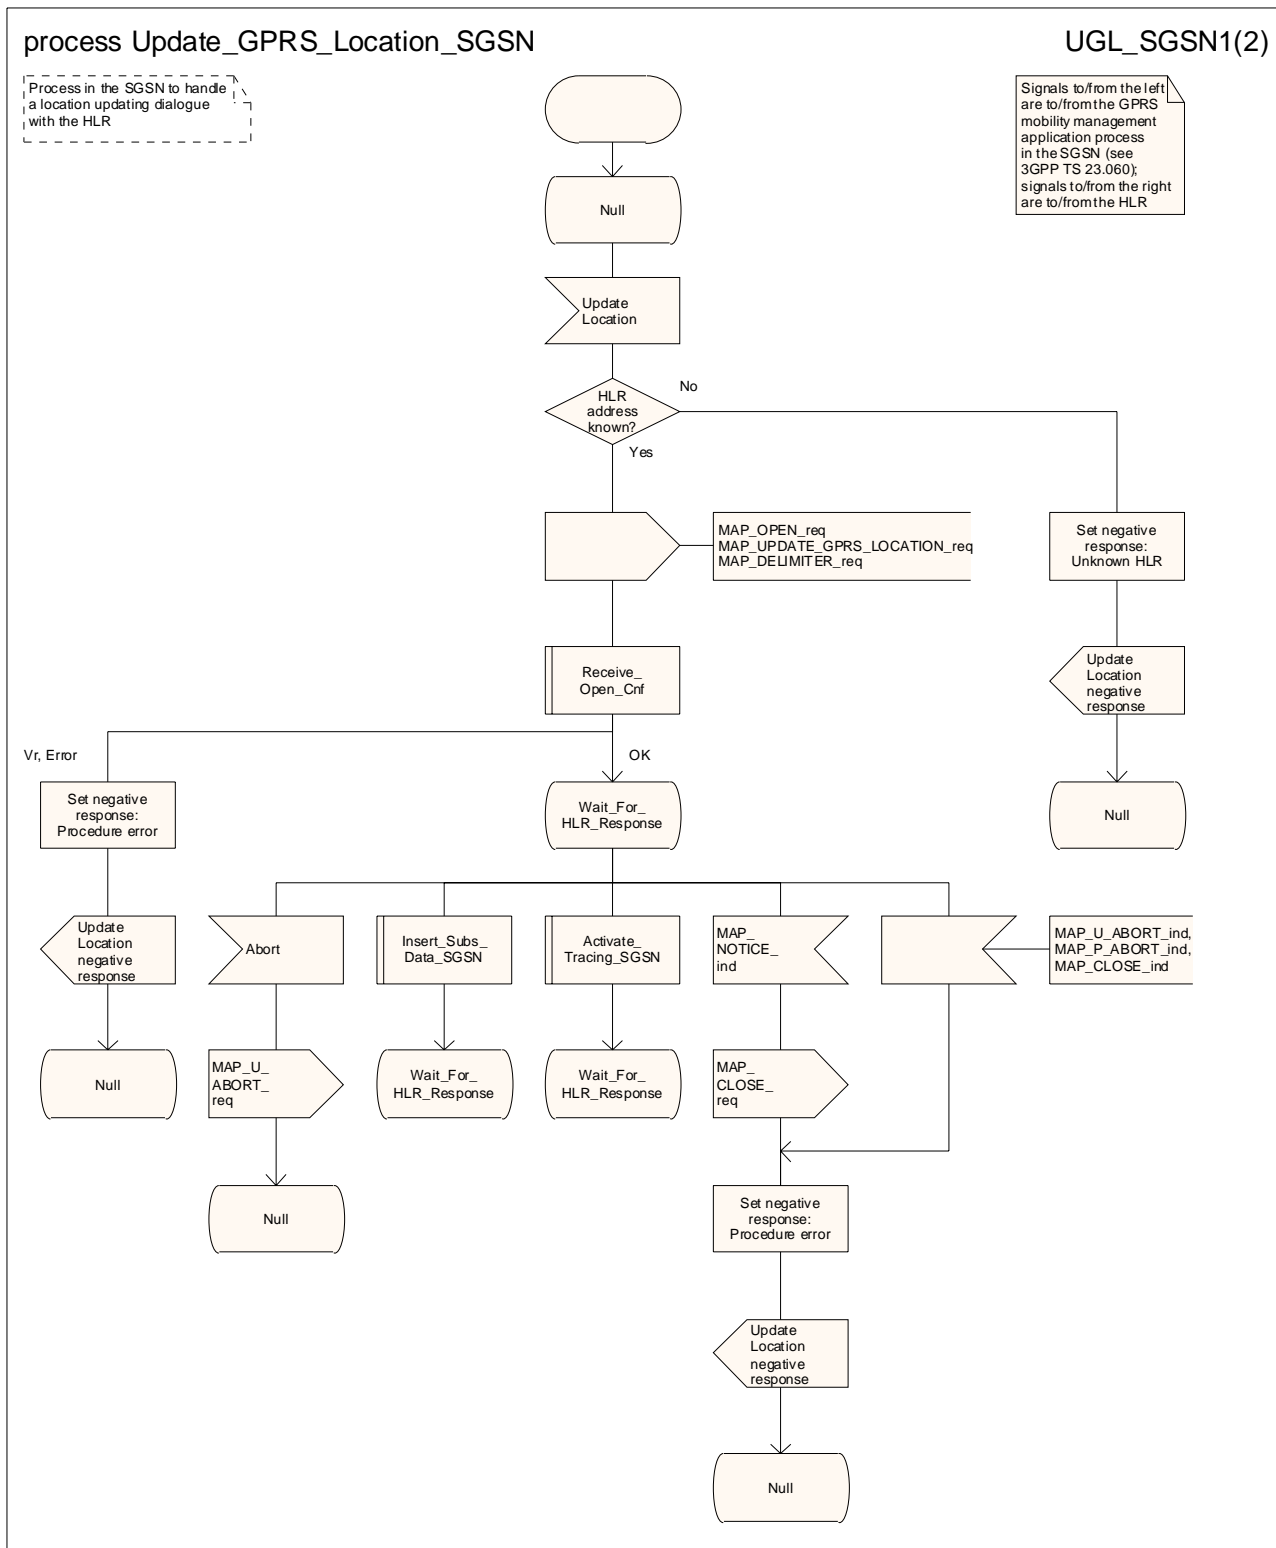 process Update_GPRS_Location_SGSN
UGL_SGSN1(2)
Process in the SGSN to handle
a location updating dialogue
with the HLR
Signals to/from the left
are to/from the GPRS
mobility management
application process
in the SGSN (see
3GPP TS 23.060);
signals to/from the right
are to/from the HLR
Null
Update
Location
HLR
address
known?
No
Yes
MAP_OPEN_req
MAP_UPDATE_GPRS_LOCATION_req
MAP_DELIMITER_req
Set negative
response:
Unknown HLR
Receive_
Open_Cnf
Update
Location
negative
response
Vr, Error
OK
Set negative
response:
Procedure error
Wait_For_
HLR_Response
Null
Update
Location
negative
response
Abort
Insert_Subs_
Data_SGSN
Activate_
Tracing_SGSN
MAP_
NOTICE_
ind
MAP_U_ABORT_ind,
MAP_P_ABORT_ind,
MAP_CLOSE_ind
Null
MAP_U_
ABORT_
req
Wait_For_
HLR_Response
Wait_For_
HLR_Response
MAP_
CLOSE_
req
Null
Set negative
response:
Procedure error
Update
Location
negative
response
Null